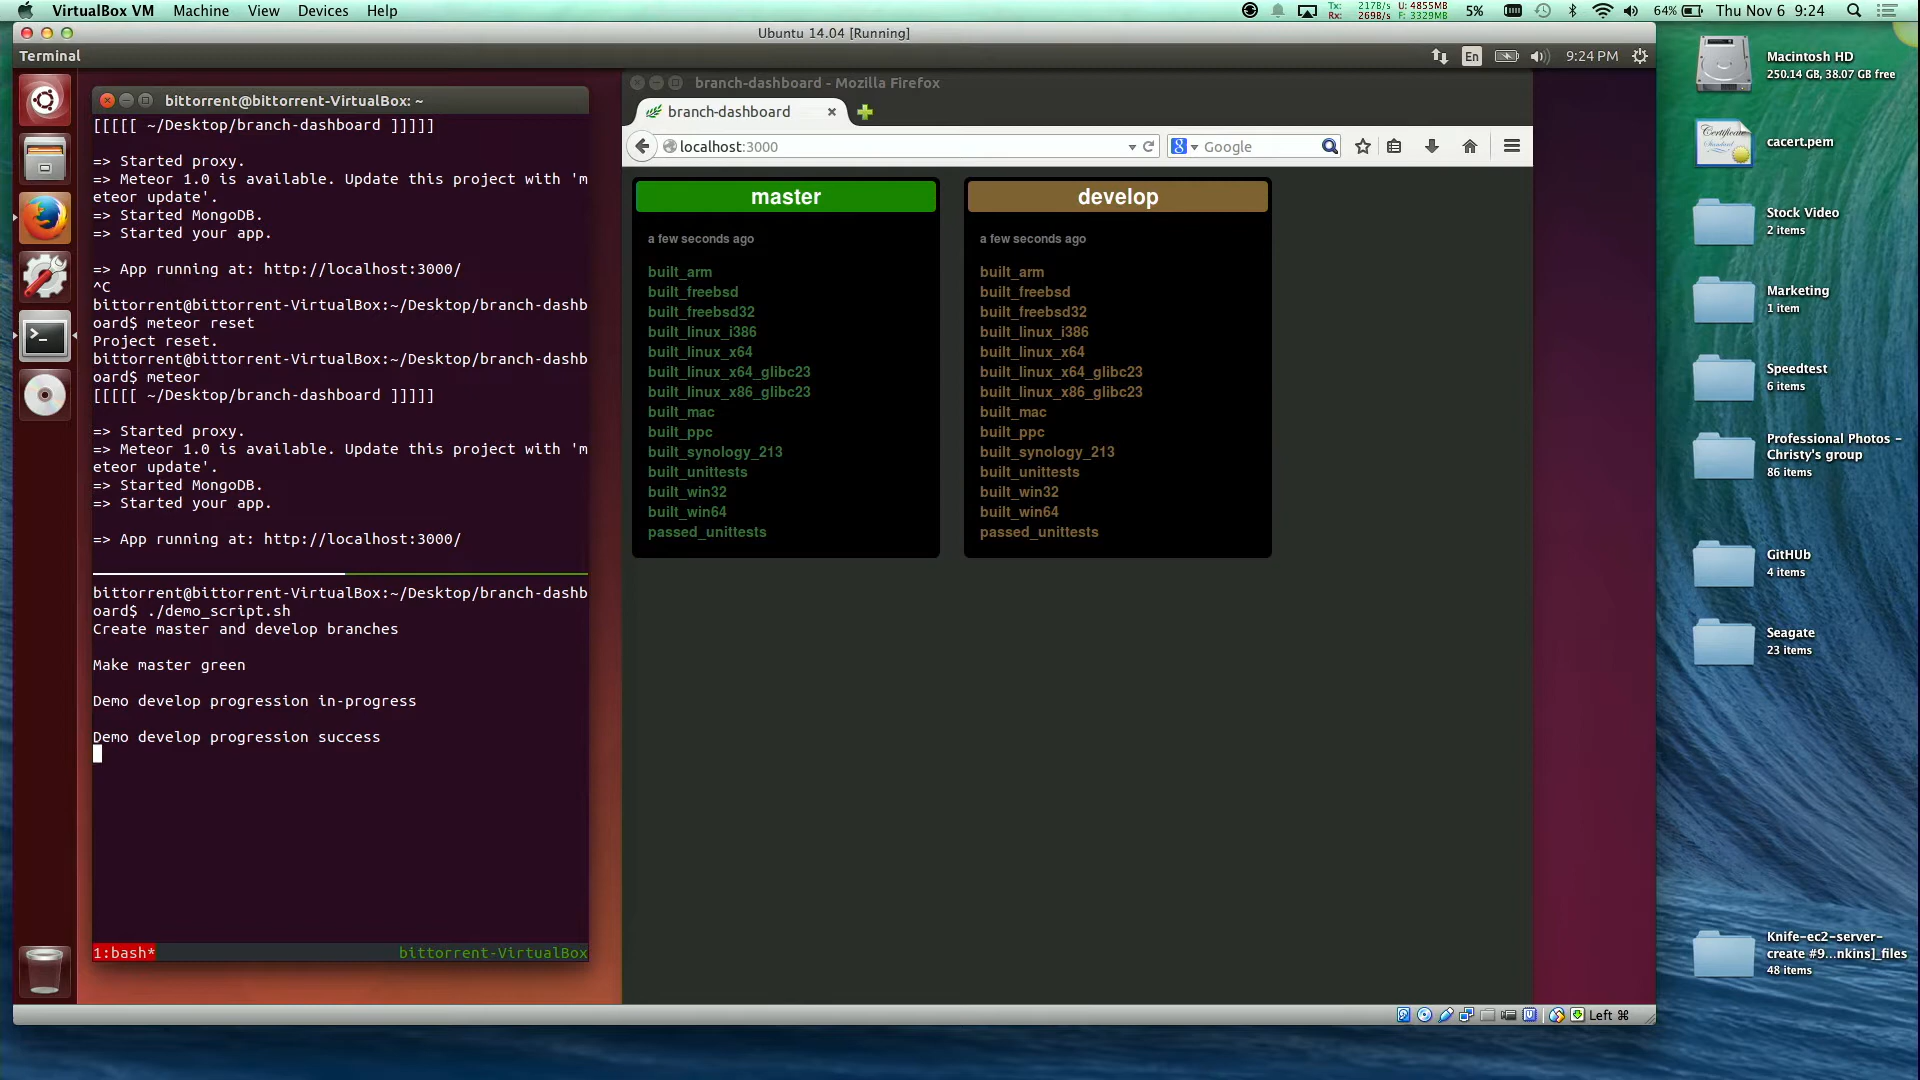 VirtualBox VM Machine View Devices Help
Tx: 217B/s U: 4855MB
Rx: 269B/s F: 3329MB
5% 64% Thu Nov 6 9:24
Ubuntu 14.04 [Running]
Terminal En 9:24 PM
bittorrent@bittorrent-VirtualBox: ~
[[[[[ ~/Desktop/branch-dashboard ]]]]]
=> Started proxy.
=> Meteor 1.0 is available. Update this project with 'm
eteor update'.
=> Started MongoDB.
=> Started your app.
=> App running at: http://localhost:3000/
^C
bittorrent@bittorrent-VirtualBox:~/Desktop/branch-dashb
oard$ meteor reset
Project reset.
bittorrent@bittorrent-VirtualBox:~/Desktop/branch-dashb
oard$ meteor
[[[[[ ~/Desktop/branch-dashboard ]]]]]
=> Started proxy.
=> Meteor 1.0 is available. Update this project with 'm
eteor update'.
=> Started MongoDB.
=> Started your app.
=> App running at: http://localhost:3000/
bittorrent@bittorrent-VirtualBox:~/Desktop/branch-dashb
oard$ ./demo_script.sh
Create master and develop branches
Make master green
Demo develop progression in-progress
Demo develop progression success
1:bash* bittorrent-VirtualBox
branch-dashboard - Mozilla Firefox
branch-dashboard
localhost:3000
Google
master
a few seconds ago
built_arm
built_freebsd
built_freebsd32
built_linux_i386
built_linux_x64
built_linux_x64_glibc23
built_linux_x86_glibc23
built_mac
built_ppc
built_synology_213
built_unittests
built_win32
built_win64
passed_unittests
develop
a few seconds ago
built_arm
built_freebsd
built_freebsd32
built_linux_i386
built_linux_x64
built_linux_x64_glibc23
built_linux_x86_glibc23
built_mac
built_ppc
built_synology_213
built_unittests
built_win32
built_win64
passed_unittests
Left ⌘
Macintosh HD
250.14 GB, 38.07 GB free
Certificate
Standard
cacert.pem
Stock Video
2 items
Marketing
1 item
Speedtest
6 items
Professional Photos -
Christy's group
86 items
GitHUb
4 items
Seagate
23 items
Knife-ec2-server-
create #9...nkins]_files
48 items